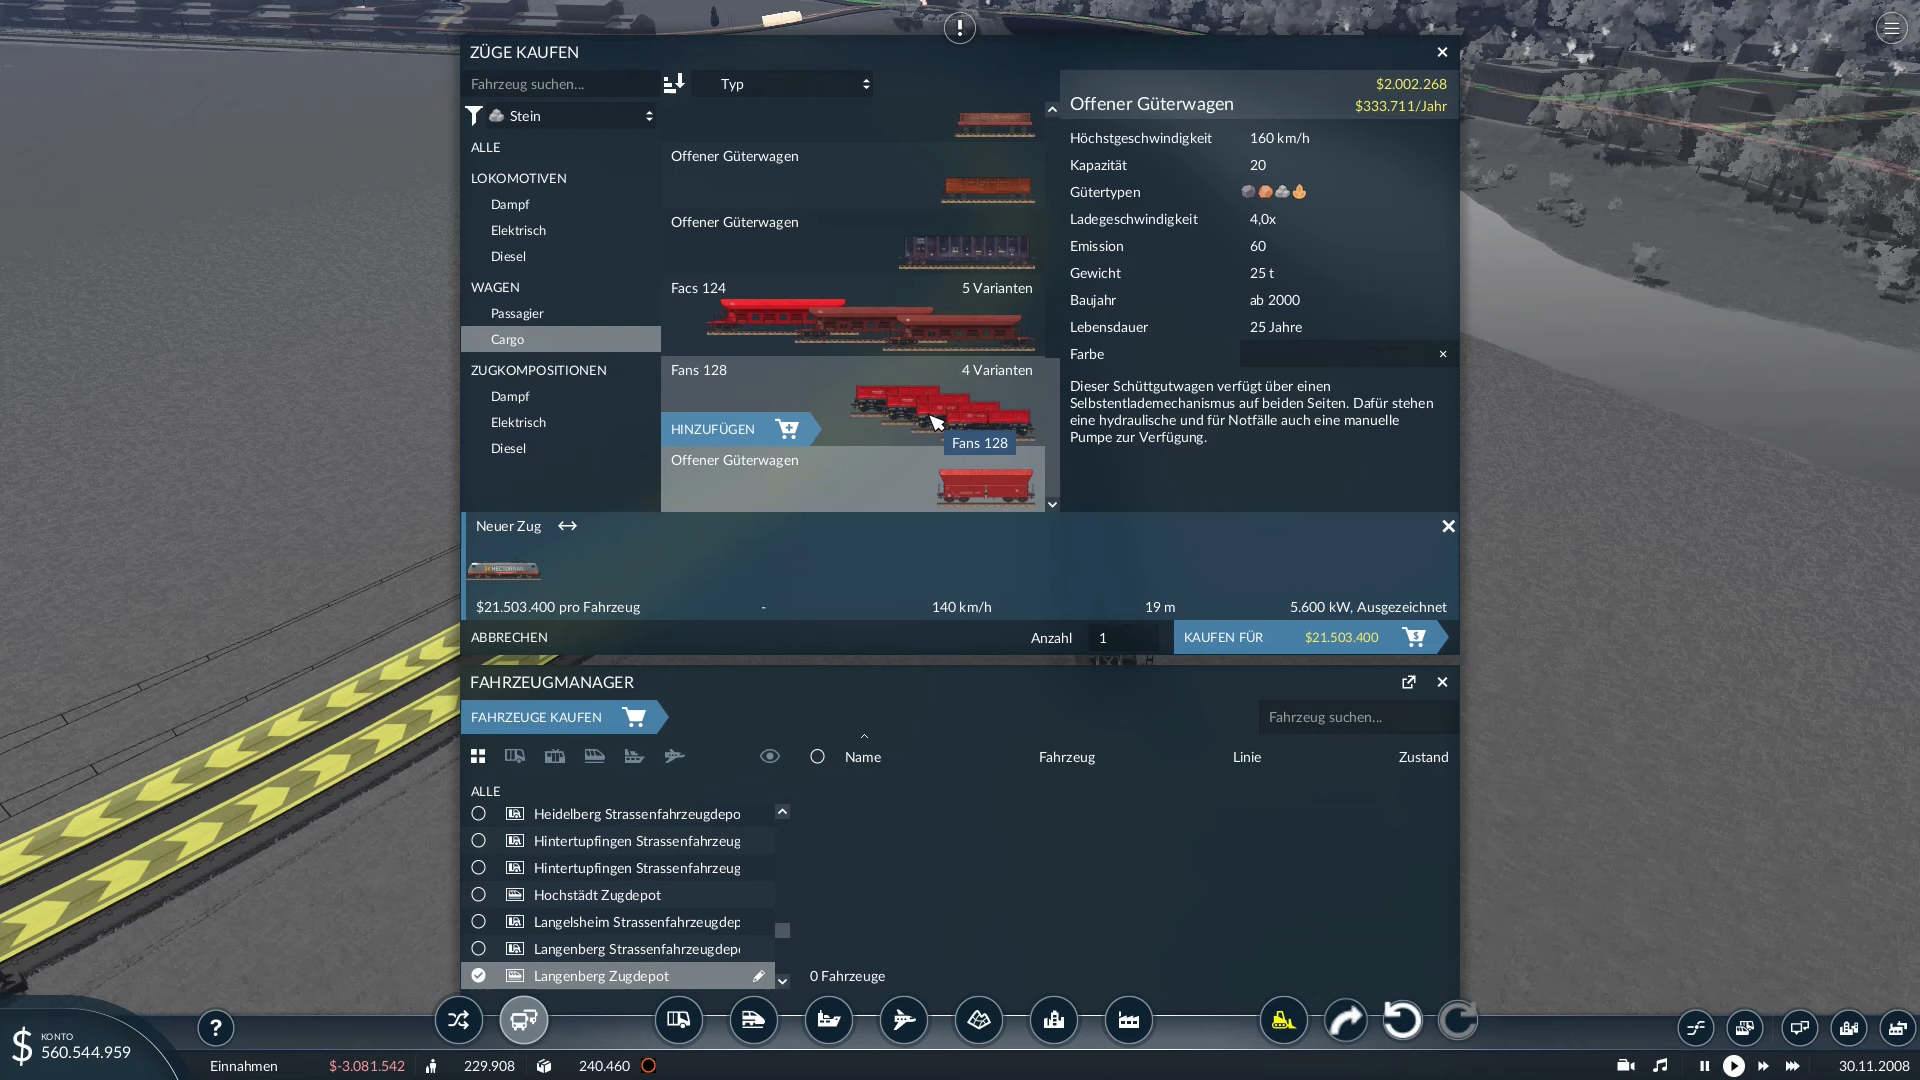 !
ZÜGE KAUFEN
Fahrzeug suchen...
Typ
Stein
ALLE
LOKOMOTIVEN
Dampf
Elektrisch
Diesel
WAGEN
Passagier
Cargo
ZUGKOMPOSITIONEN
Dampf
Elektrisch
Diesel
Offener Güterwagen
Offener Güterwagen
Facs 124
5 Varianten
Fans 128
4 Varianten
HINZUFÜGEN
Fans 128
Offener Güterwagen
$2.002.268
Offener Güterwagen
$333.711/Jahr
Höchstgeschwindigkeit 160 km/h
Kapazität 20
Gütertypen
Ladegeschwindigkeit 4,0x
Emission 60
Gewicht 25 t
Baujahr ab 2000
Lebensdauer 25 Jahre
Farbe
Dieser Schüttgutwagen verfügt über einen
Selbstentlademechanismus auf beiden Seiten. Dafür stehen
eine hydraulische und für Notfälle auch eine manuelle
Pumpe zur Verfügung.
Neuer Zug
HECTORRAIL
$21.503.400 pro Fahrzeug - 140 km/h 19 m 5.600 kW, Ausgezeichnet
ABBRECHEN
Anzahl 1
KAUFEN FÜR $21.503.400
FAHRZEUGMANAGER
FAHRZEUGE KAUFEN
Fahrzeug suchen...
Name Fahrzeug Linie Zustand
ALLE
Heidelberg Strassenfahrzeugdepo
Hintertupfingen Strassenfahrzeug
Hintertupfingen Strassenfahrzeug
Hochstädt Zugdepot
Langelsheim Strassenfahrzeugdep
Langenberg Strassenfahrzeugdep
Langenberg Zugdepot
0 Fahrzeuge
?
$ KONTO
560.544.959
Einnahmen $-3.081.542 229.908 240.460
30.11.2008